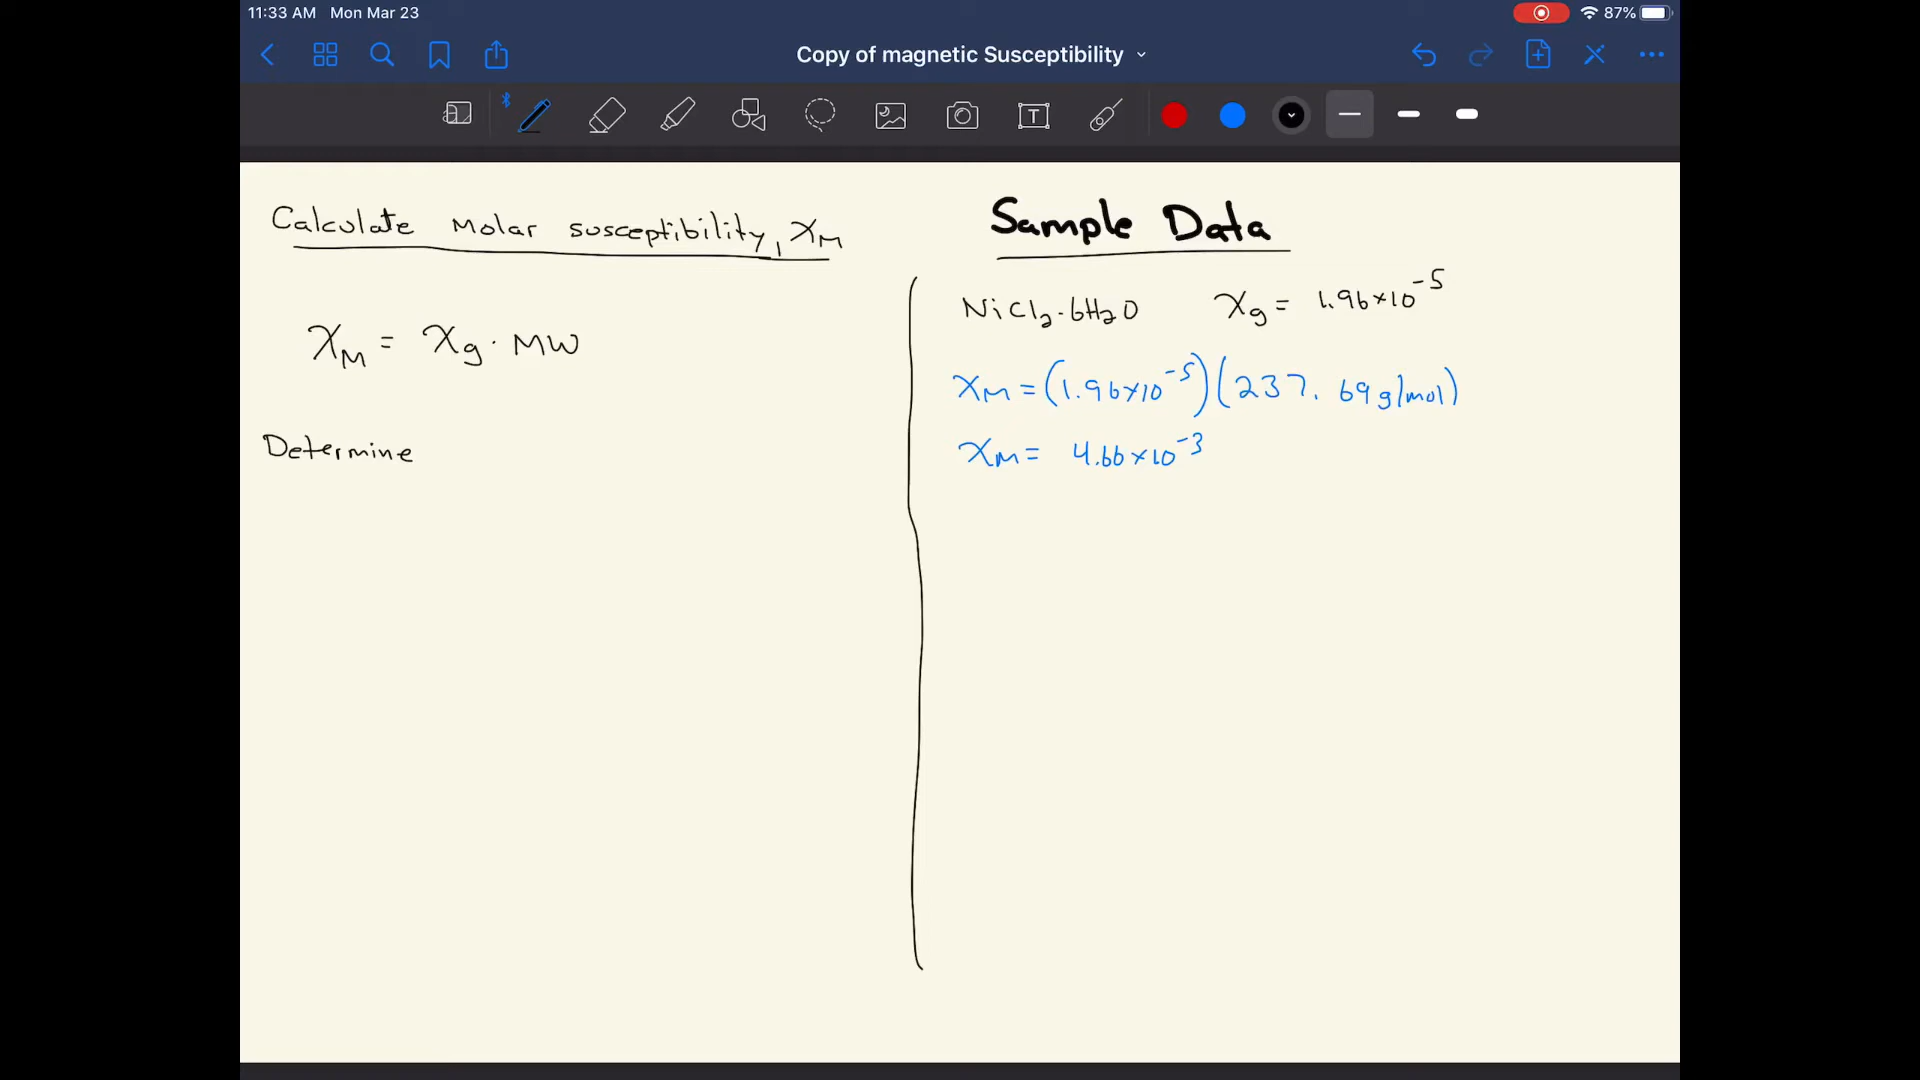 11:33 AM Mon Mar 23
87%
Copy of magnetic Susceptibility
T
Calculate Molar susceptibility, χM
χM = χg · MW
Determine
Sample Data
NiCl2·6H2O χg = 1.96×10⁻⁵
χM = (1.96×10⁻⁵)(237.69g/mol)
χM = 4.66×10⁻³